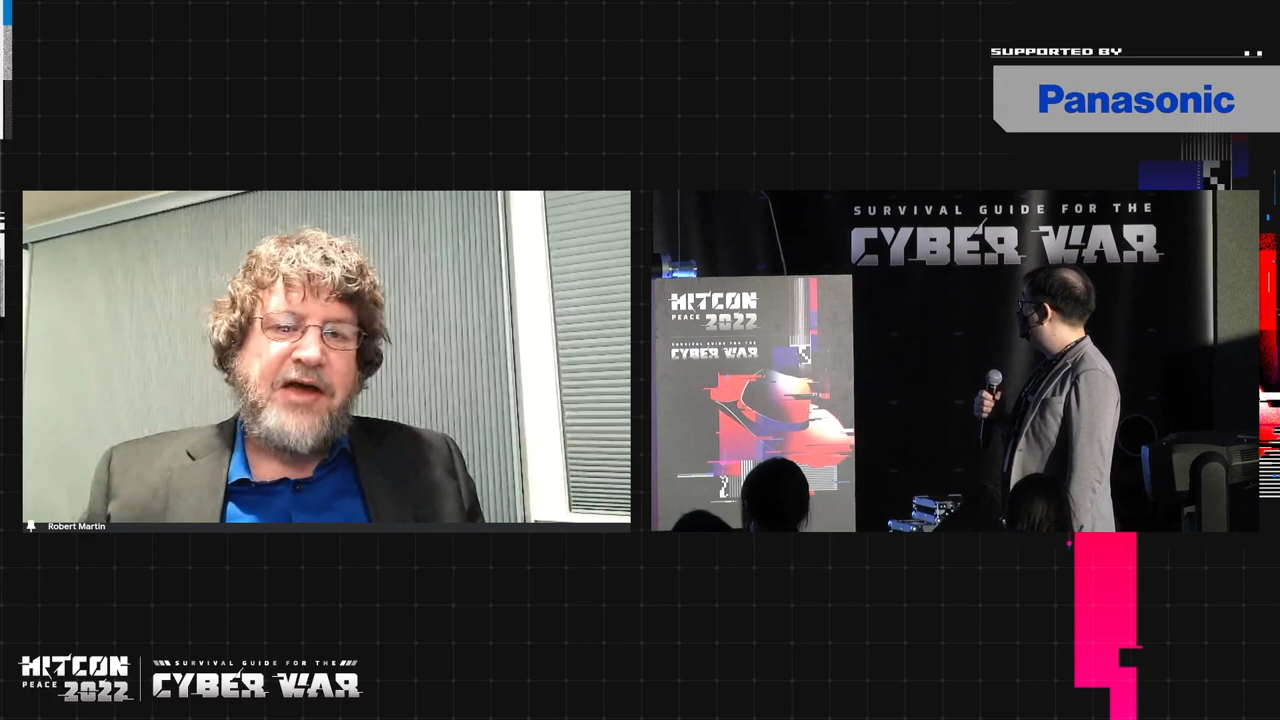 SUPPORTED BY
Panasonic
SURVIVAL GUIDE FOR THE
CYBER WAR
HITCON
PEACE 2022
SURVIVAL GUIDE FOR THE
CYBER WAR
Robert Martin
HITCON
PEACE 2022
SURVIVAL GUIDE FOR THE
CYBER WAR